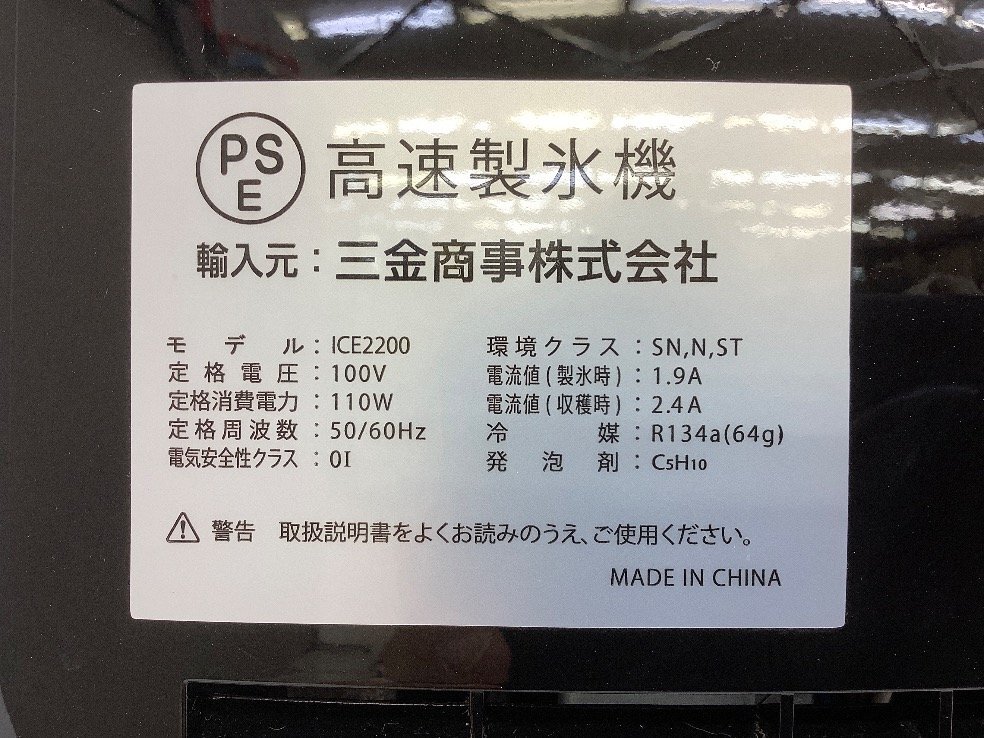 PSE 高速製氷機
輸入元：三金商事株式会社
モデル：ICE2200
定格電圧：100V
定格消費電力：110W
定格周波数：50/60Hz
電気安全性クラス：0I
環境クラス：SN,N,ST
電流値(製氷時)：1.9A
電流値(収穫時)：2.4A
冷媒：R134a(64g)
発泡剤：C5H10
警告 取扱説明書をよくお読みのうえ、ご使用ください。
MADE IN CHINA